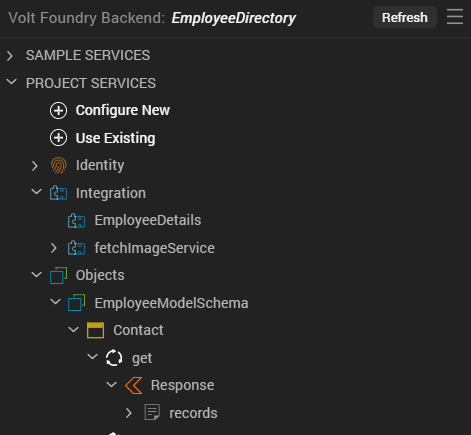 Volt Foundry Backend: EmployeeDirectory Refresh
SAMPLE SERVICES
PROJECT SERVICES
Configure New
Use Existing
Identity
Integration
EmployeeDetails
fetchImageService
Objects
EmployeeModelSchema
Contact
get
Response
records